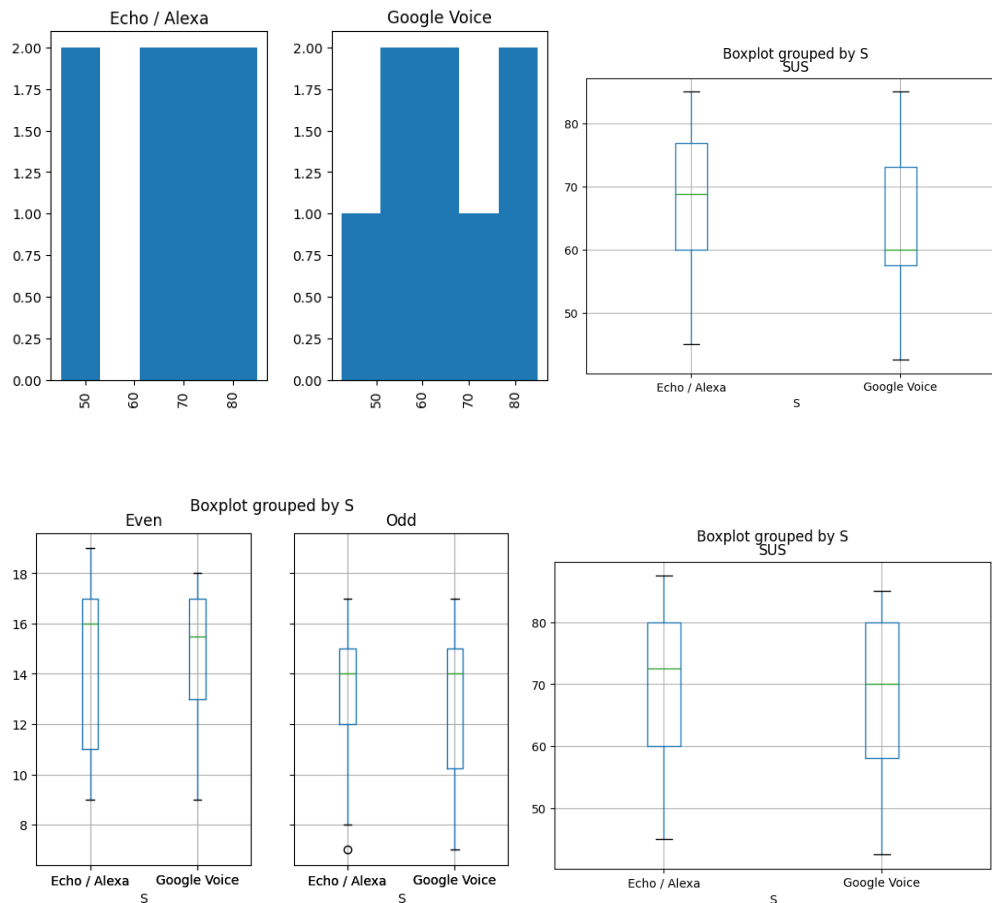 Echo / Alexa
2.00
1.75
1.50
1.25
1.00
0.75
0.50
0.25
0.00
50
60
70
80
Google Voice
2.00
1.75
1.50
1.25
1.00
0.75
0.50
0.25
0.00
50
60
70
80
Boxplot grouped by S
SUS
80
70
60
50
Echo / Alexa
Google Voice
S
Boxplot grouped by S
Even
18
16
14
12
10
8
Echo / Alexa
Google Voice
S
Odd
Echo / Alexa
Google Voice
S
Boxplot grouped by S
SUS
80
70
60
50
Echo / Alexa
Google Voice
S